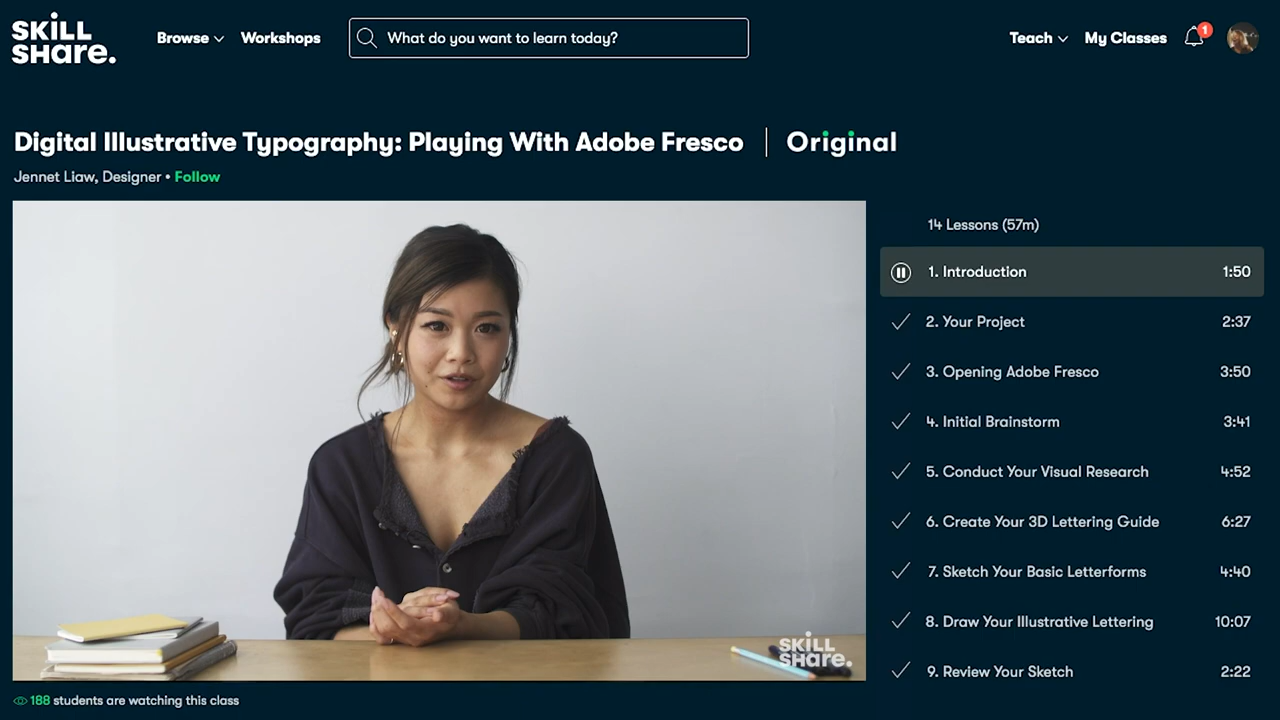 SKiLL
SHare.
Browse
Workshops
What do you want to learn today?
Teach
My Classes
1
Digital Illustrative Typography: Playing With Adobe Fresco | Original
Jennet Liaw, Designer • Follow
14 Lessons (57m)
1. Introduction 1:50
2. Your Project 2:37
3. Opening Adobe Fresco 3:50
4. Initial Brainstorm 3:41
5. Conduct Your Visual Research 4:52
6. Create Your 3D Lettering Guide 6:27
7. Sketch Your Basic Letterforms 4:40
8. Draw Your Illustrative Lettering 10:07
9. Review Your Sketch 2:22
SKiLL
SHare.
188 students are watching this class